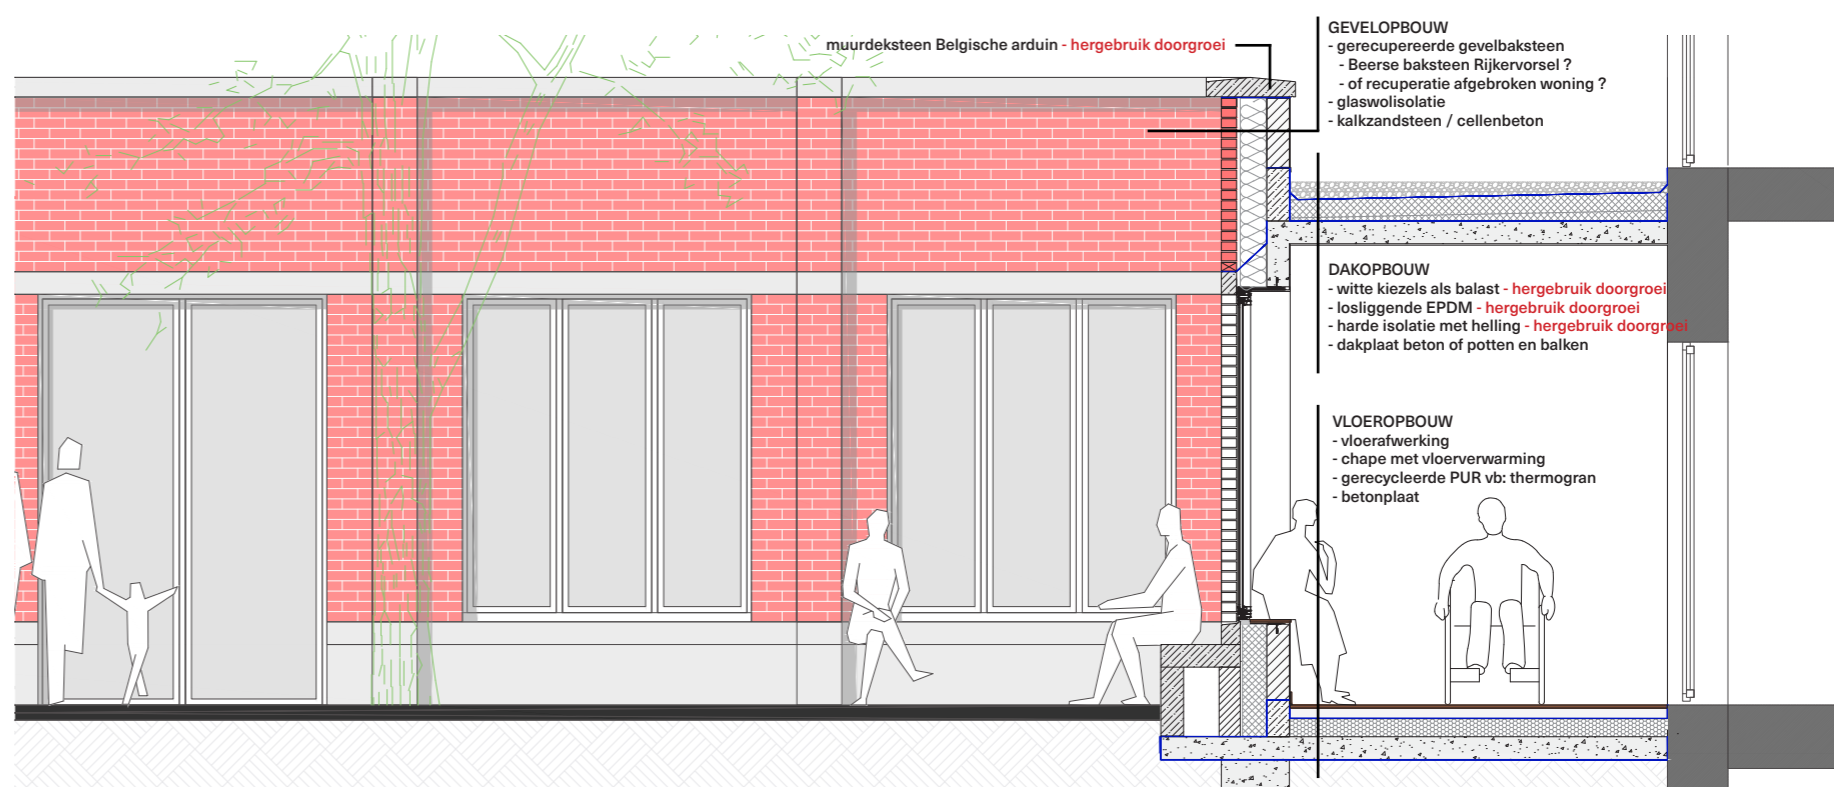 muurdeksteen Belgische arduin - hergebruik doorgroei
GEVELOPBOUW
- gerecupereerde gevelbaksteen
- Beerse baksteen Rijkervorsel ?
- of recuperatie afgebroken woning ?
- glaswolisolatie
- kalkzandsteen / cellenbeton
DAKOPBOUW
- witte kiezels als balast - hergebruik doorgroei
- losliggende EPDM - hergebruik doorgroei
- harde isolatie met helling - hergebruik doorgroei
- dakplaat beton of potten en balken
VLOEROPBOUW
- vloerafwerking
- chape met vloerverwarming
- gerecycleerde PUR vb: thermogran
- betonplaat